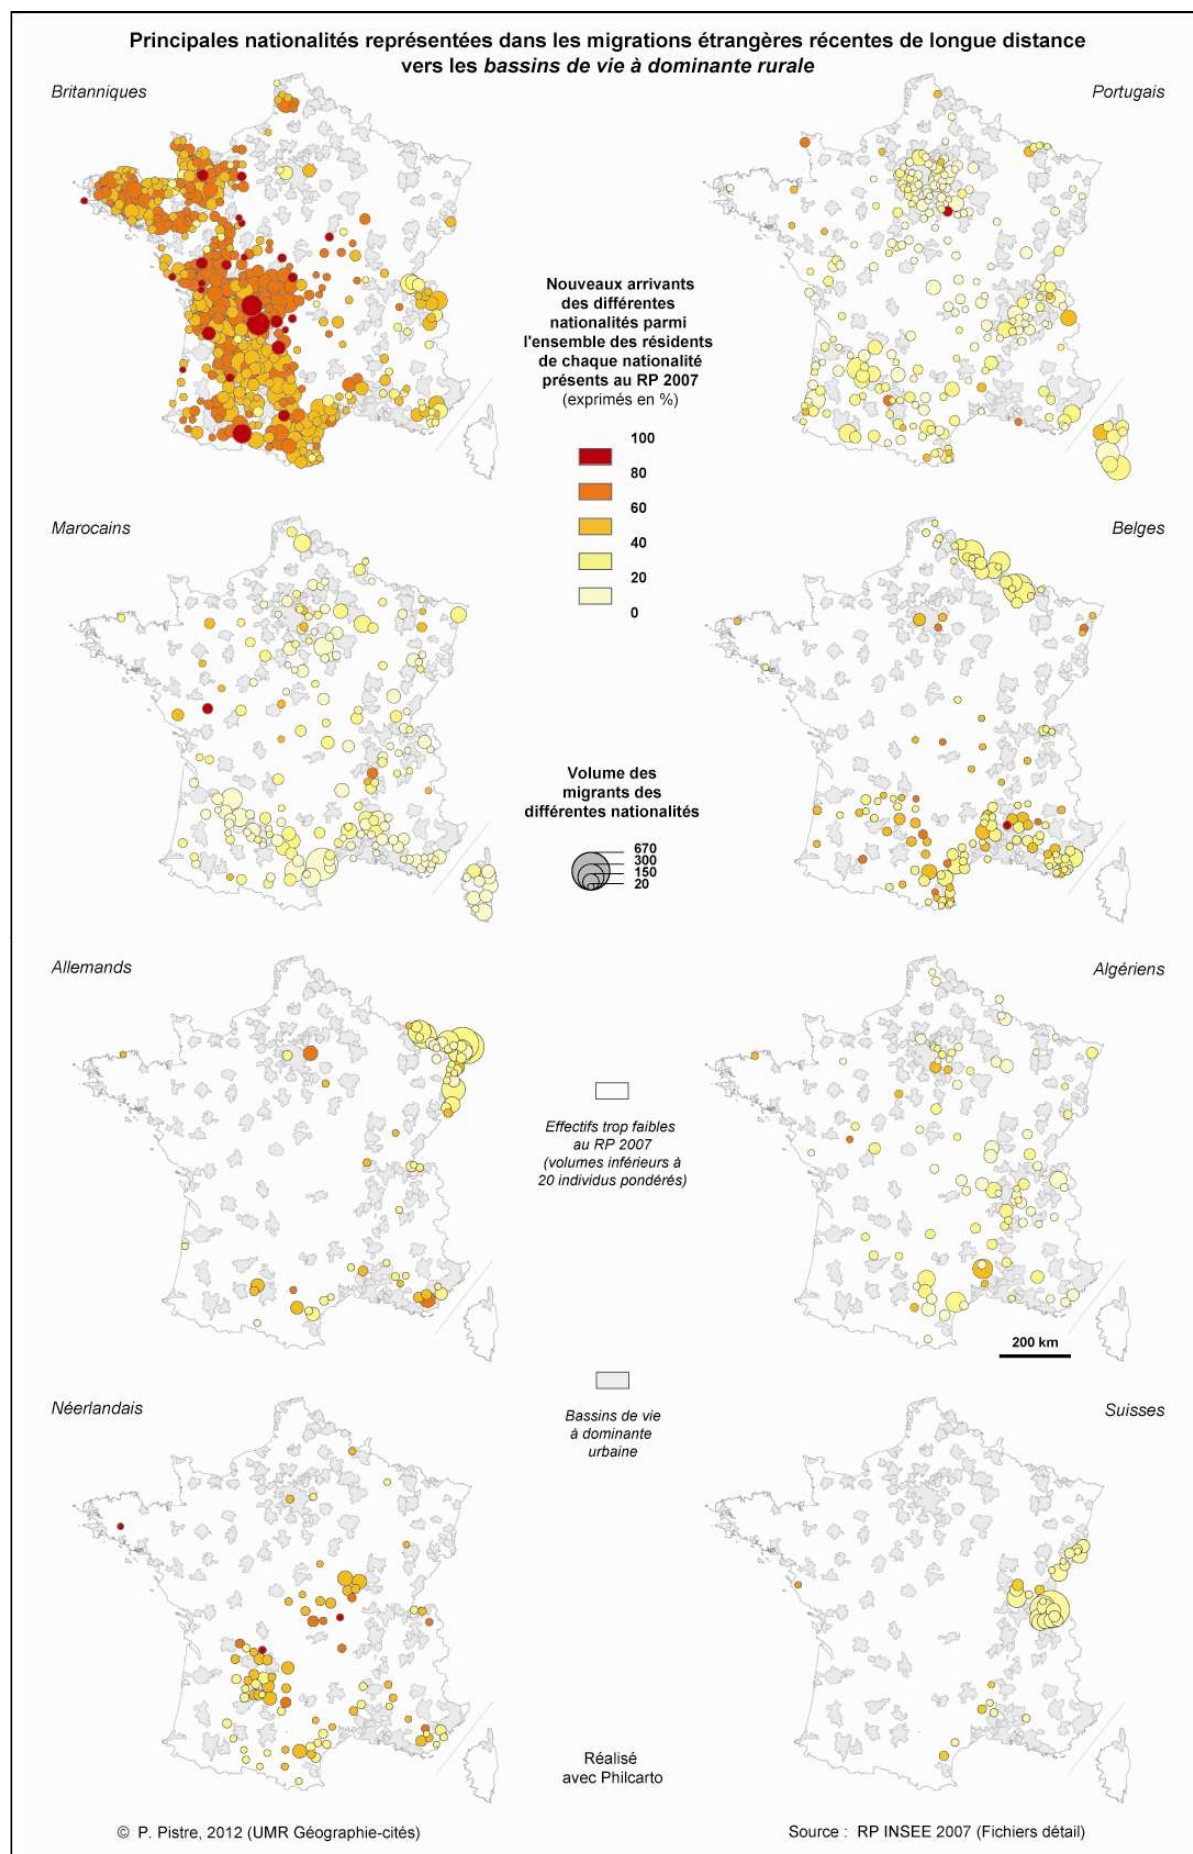 Principales nationalités représentées dans les migrations étrangères récentes de longue distance
vers les bassins de vie à dominante rurale
Britanniques
Portugais
Nouveaux arrivants
des différentes
nationalités parmi
l'ensemble des résidents
de chaque nationalité
présents au RP 2007
(exprimés en %)
100
80
60
40
20
0
Marocains
Belges
Volume des
migrants des
différentes nationalités
670
300
150
20
Allemands
Algériens
Effectifs trop faibles
au RP 2007
(volumes inférieurs à
20 individus pondérés)
200 km
Néerlandais
Suisses
Bassins de vie
à dominante
urbaine
Réalisé
avec Philcarto
© P. Pistre, 2012 (UMR Géographie-cités)
Source : RP INSEE 2007 (Fichiers détail)